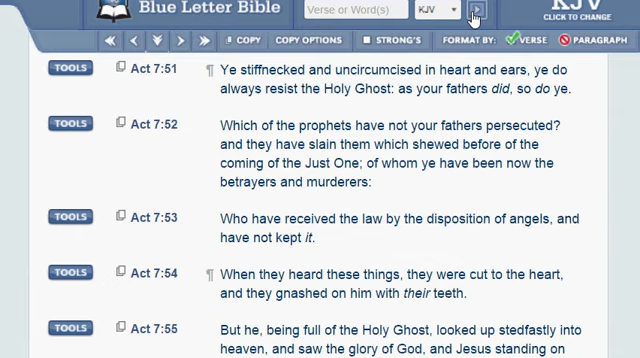 Blue Letter Bible
Verse or Word(s)
KJV
KJV
CLICK TO CHANGE
COPY
COPY OPTIONS
STRONG'S
FORMAT BY:
VERSE
PARAGRAPH
TOOLS
Act 7:51
¶ Ye stiffnecked and uncircumcised in heart and ears, ye do
always resist the Holy Ghost: as your fathers did, so do ye.
TOOLS
Act 7:52
Which of the prophets have not your fathers persecuted?
and they have slain them which shewed before of the
coming of the Just One; of whom ye have been now the
betrayers and murderers:
TOOLS
Act 7:53
Who have received the law by the disposition of angels, and
have not kept it.
TOOLS
Act 7:54
¶ When they heard these things, they were cut to the heart,
and they gnashed on him with their teeth.
TOOLS
Act 7:55
But he, being full of the Holy Ghost, looked up stedfastly into
heaven, and saw the glory of God, and Jesus standing on